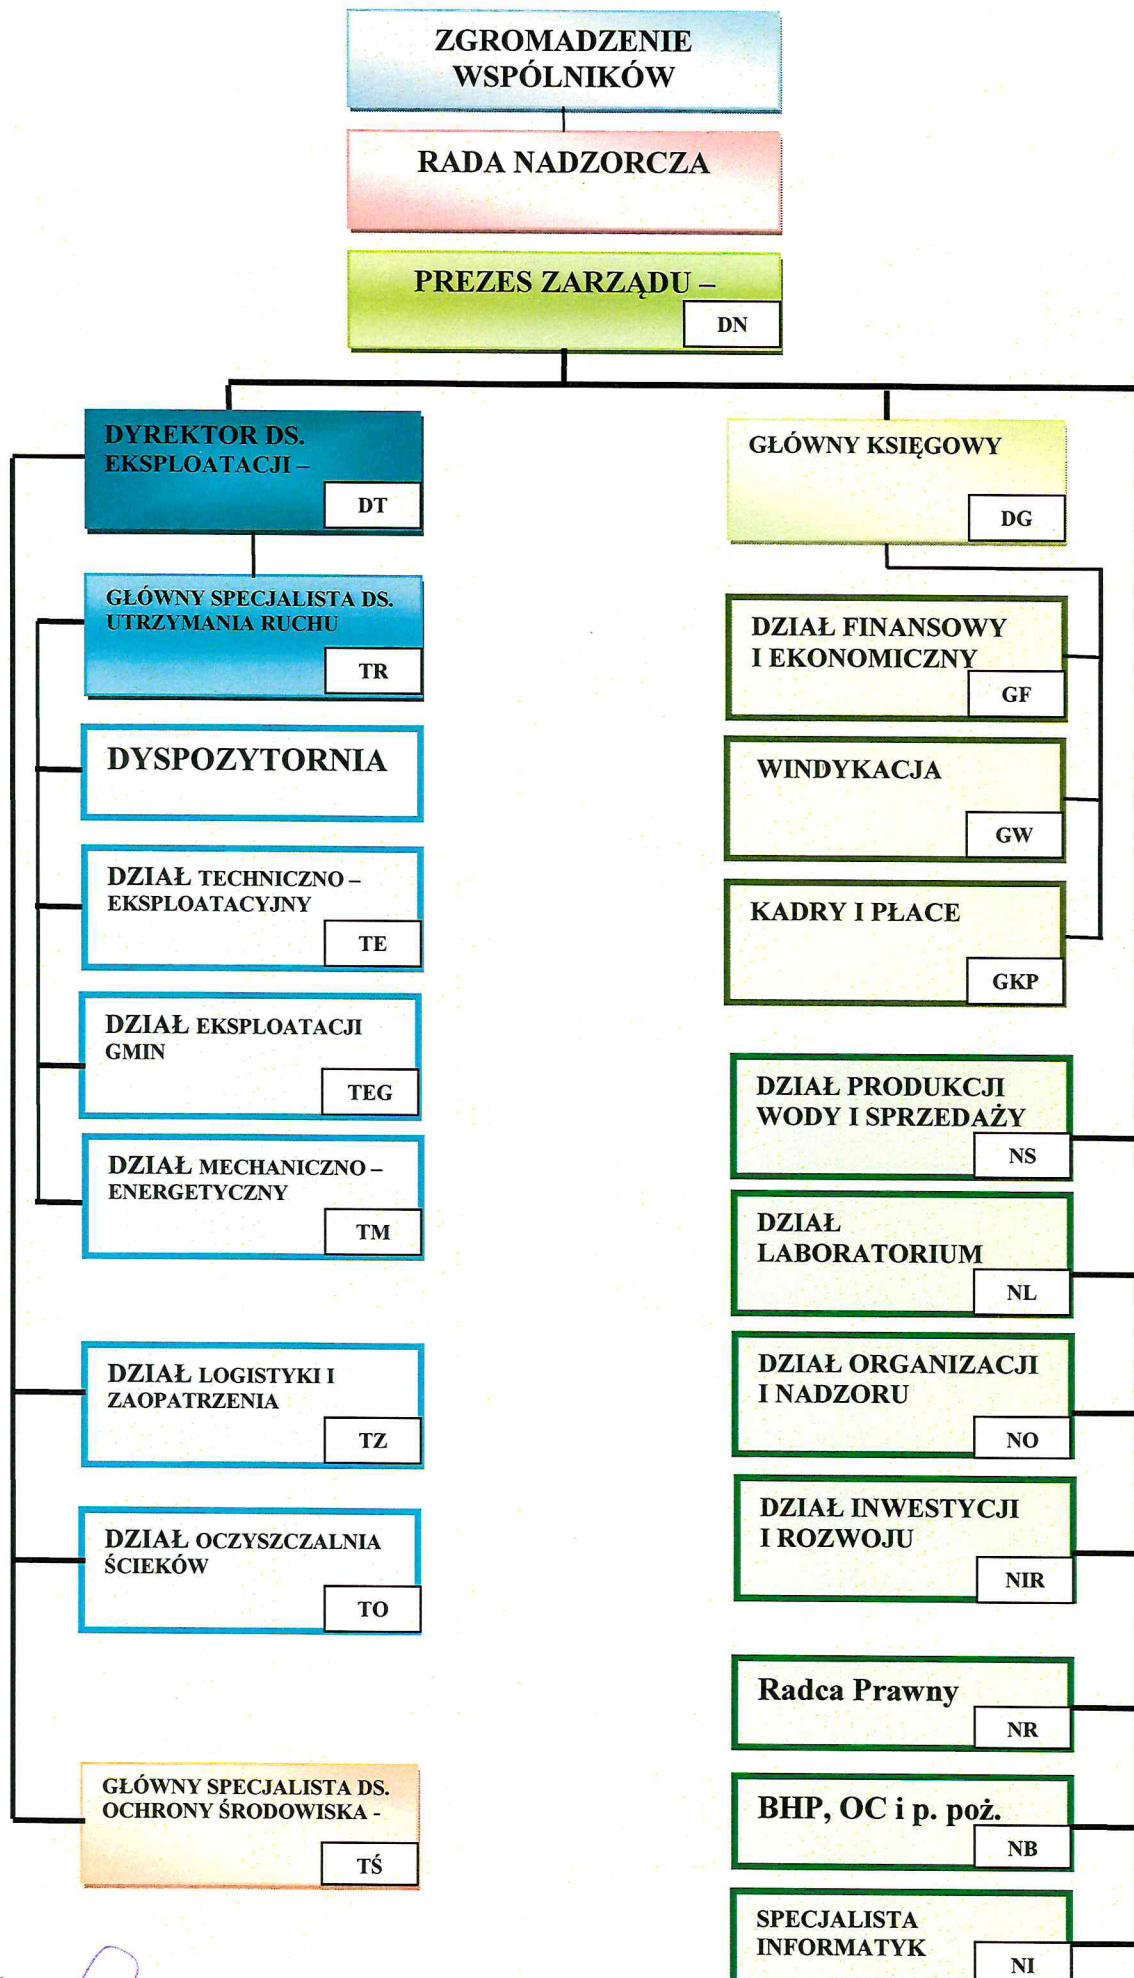 ZGROMADZENIE
WSPÓLNIKÓW
RADA NADZORCZA
PREZES ZARZĄDU –
DN
DYREKTOR DS.
EKSPLOATACJI –
DT
GŁÓWNY SPECJALISTA DS.
UTRZYMANIA RUCHU
TR
DYSPOZYTORNIA
DZIAŁ TECHNICZNO –
EKSPLOATACYJNY
TE
DZIAŁ EKSPLOATACJI
GMIN
TEG
DZIAŁ MECHANICZNO –
ENERGETYCZNY
TM
DZIAŁ LOGISTYKI I
ZAOPATRZENIA
TZ
DZIAŁ OCZYSZCZALNIA
ŚCIEKÓW
TO
GŁÓWNY SPECJALISTA DS.
OCHRONY ŚRODOWISKA -
TŚ
GŁÓWNY KSIĘGOWY
DG
DZIAŁ FINANSOWY
I EKONOMICZNY
GF
WINDYKACJA
GW
KADRY I PŁACE
GKP
DZIAŁ PRODUKCJI
WODY I SPRZEDAŻY
NS
DZIAŁ
LABORATORIUM
NL
DZIAŁ ORGANIZACJI
I NADZORU
NO
DZIAŁ INWESTYCJI
I ROZWOJU
NIR
Radca Prawny
NR
BHP, OC i p. poż.
NB
SPECJALISTA
INFORMATYK
NI